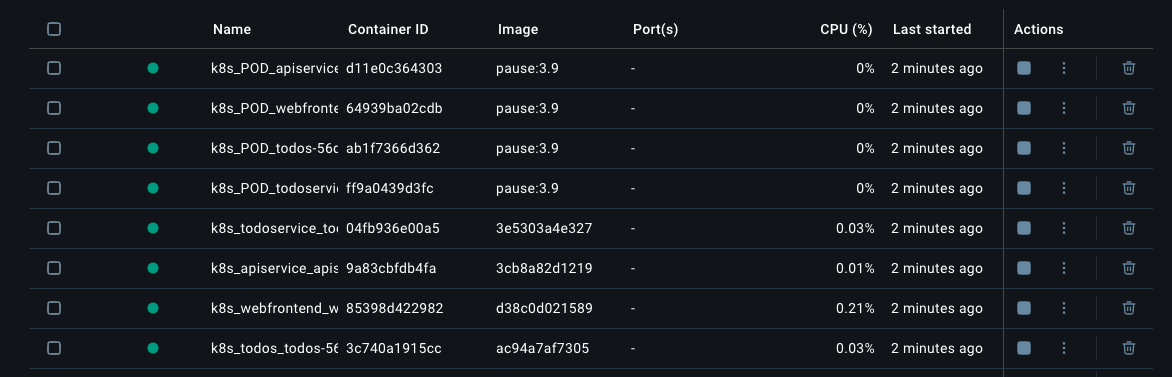 Name Container ID Image Port(s) CPU (%) Last started Actions
k8s_POD_apiservice d11e0c364303 pause:3.9 - 0% 2 minutes ago
k8s_POD_webfronte 64939ba02cdb pause:3.9 - 0% 2 minutes ago
k8s_POD_todos-56c ab1f7366d362 pause:3.9 - 0% 2 minutes ago
k8s_POD_todoservi ff9a0439d3fc pause:3.9 - 0% 2 minutes ago
k8s_todoservice_to 04fb936e00a5 3e5303a4e327 - 0.03% 2 minutes ago
k8s_apiservice_apis 9a83cbfdb4fa 3cb8a82d1219 - 0.01% 2 minutes ago
k8s_webfrontend_w 85398d422982 d38c0d021589 - 0.21% 2 minutes ago
k8s_todos_todos-56 3c740a1915cc ac94a7af7305 - 0.03% 2 minutes ago